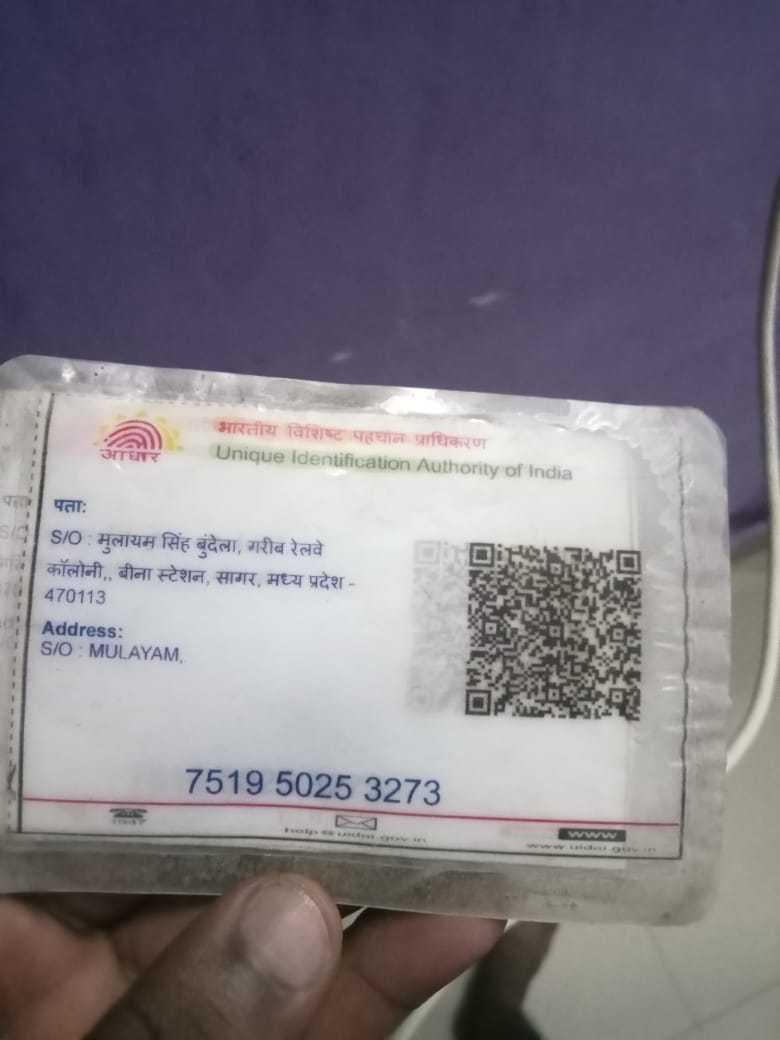 आधार
भारतीय विशिष्ट पहचान प्राधिकरण
Unique Identification Authority of India
पता:
S/O : मुलायम सिंह बुंदेला, गरीब रेलवे
कॉलोनी,, बीना स्टेशन, सागर, मध्य प्रदेश -
470113
Address:
S/O : MULAYAM,
7519 5025 3273
1947
help@uidai.gov.in
www
www.uidai.gov.in